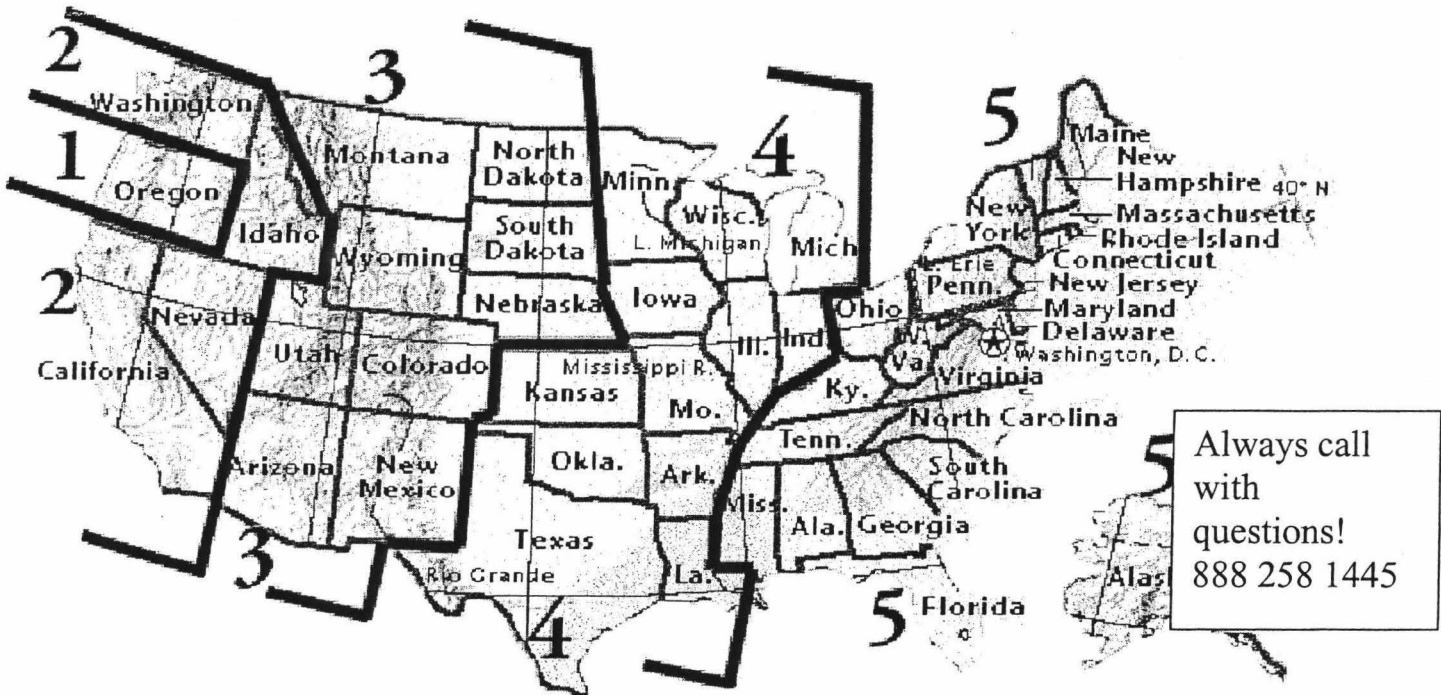 2
Washington
1
Oregon
Idaho
3
Montana
North
Dakota
South
Dakota
Wyoming
Nebraska
4
Minn.
Wisc.
L. Michigan
Mich
Iowa
5
Maine
New
Hampshire
40° N
Massachusetts
Rhode Island
Connecticut
New
York
L. Erie
Penn.
New Jersey
Maryland
Delaware
Washington, D.C.
2
Nevada
California
Utah
Colorado
Kansas
Mississippi R.
Mo.
Ill.
Ind.
Ohio
W.
Va.
Virginia
Ky.
North Carolina
Tenn.
South
Carolina
Arizona
New
Mexico
Okla.
Ark.
Miss.
Ala.
Georgia
Texas
Rio Grande
La.
3
4
5
Florida
5
Alas
Always call
with
questions!
888 258 1445